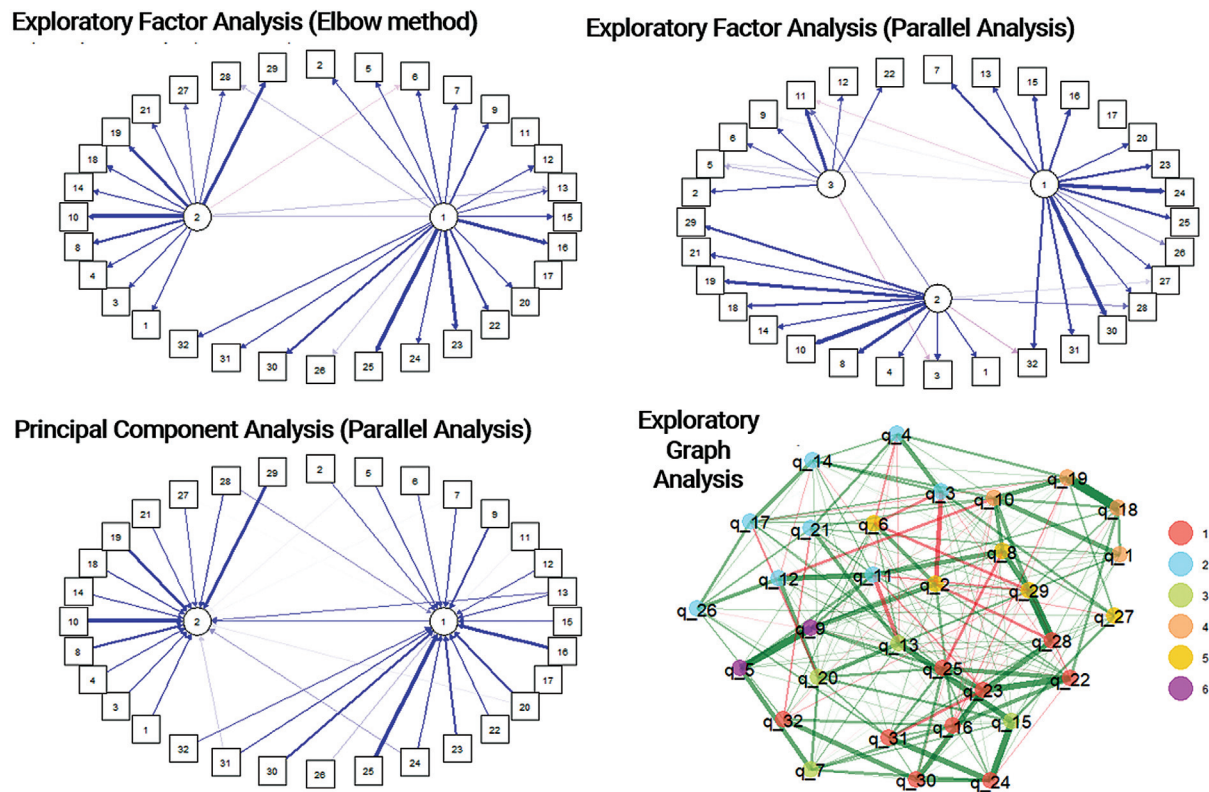 Exploratory Factor Analysis (Elbow method)
29
2
28
5
27
6
21
7
19
9
18
11
14
12
10
13
8
15
4
16
3
17
1
20
32
22
31
23
30
24
26
25
2
1
Exploratory Factor Analysis (Parallel Analysis)
22
7
12
13
11
15
9
16
6
17
5
20
2
23
29
24
21
25
19
26
18
27
14
28
10
30
8
31
4
32
3
1
3
1
2
Principal Component Analysis (Parallel Analysis)
29
2
28
5
27
6
21
7
19
9
18
11
14
12
10
13
8
15
4
16
3
17
1
20
32
22
31
23
30
24
26
25
2
1
Exploratory
Graph
Analysis
q_4
q_14
q_19
q_3
q_10
q_18
q_17
q_21
q_6
q_8
q_1
q_12
q_11
q_2
q_29
q_26
q_27
q_9
q_13
q_28
q_5
q_20
q_25
q_23
q_22
q_32
q_16
q_15
q_31
q_7
q_30
q_24
1
2
3
4
5
6